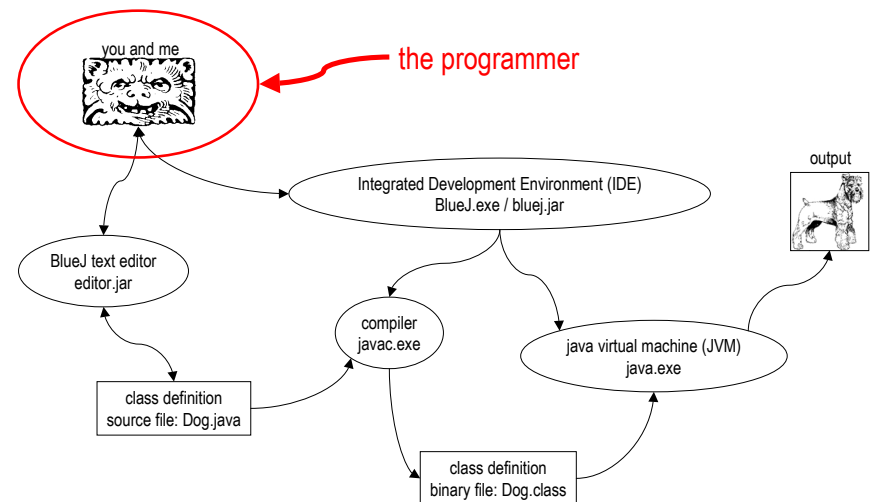 you and me
the programmer
output
Integrated Development Environment (IDE)
BlueJ.exe / bluej.jar
BlueJ text editor
editor.jar
compiler
javac.exe
java virtual machine (JVM)
java.exe
class definition
source file: Dog.java
class definition
binary file: Dog.class